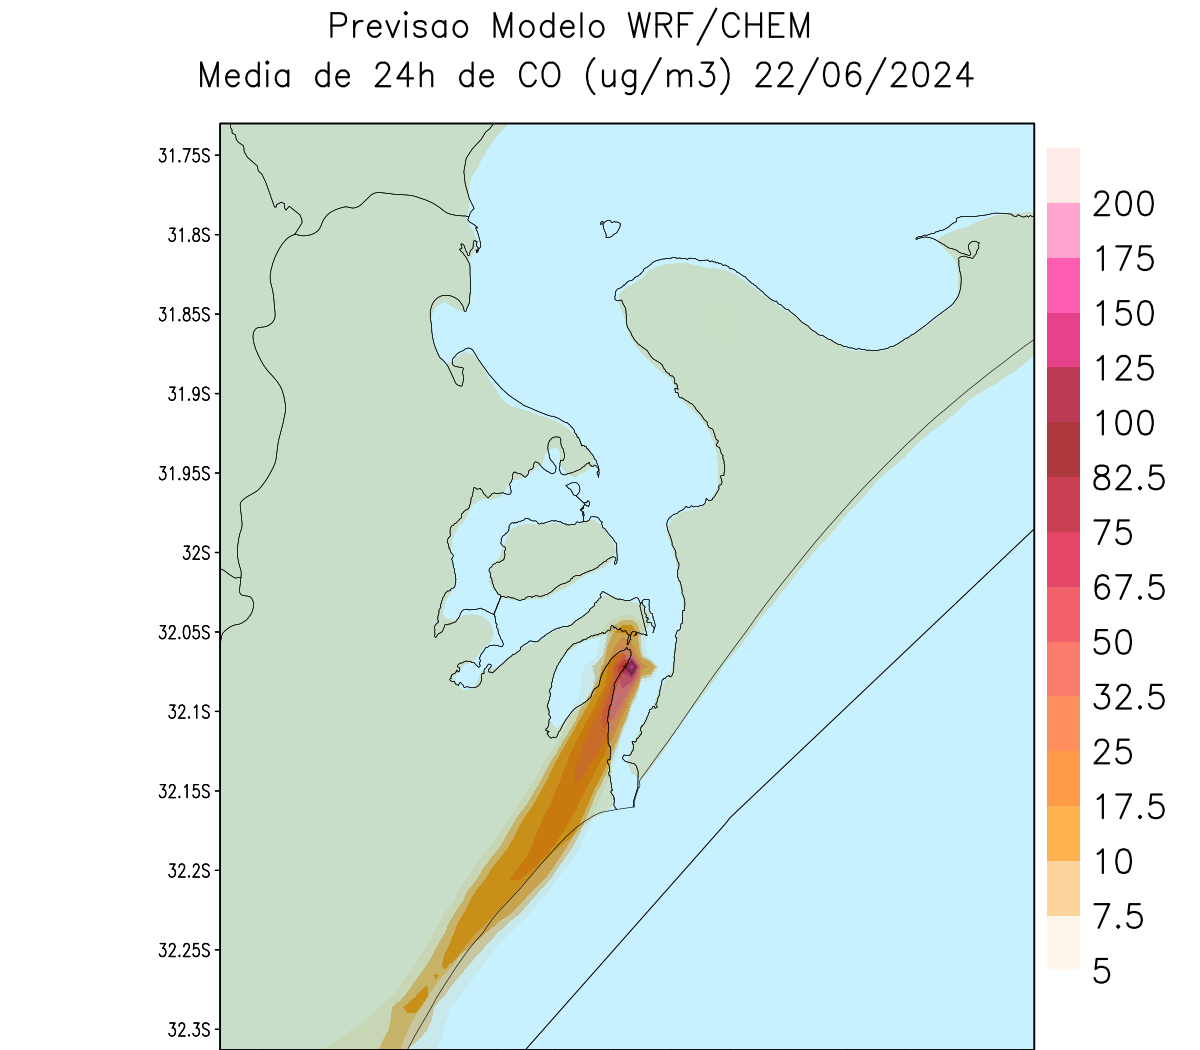 Previsao Modelo WRF/CHEM
Media de 24h de CO (ug/m3) 22/06/2024
31.75S
31.8S
31.85S
31.9S
31.95S
32S
32.05S
32.1S
32.15S
32.2S
32.25S
32.3S
200
175
150
125
100
82.5
75
67.5
50
32.5
25
17.5
10
7.5
5